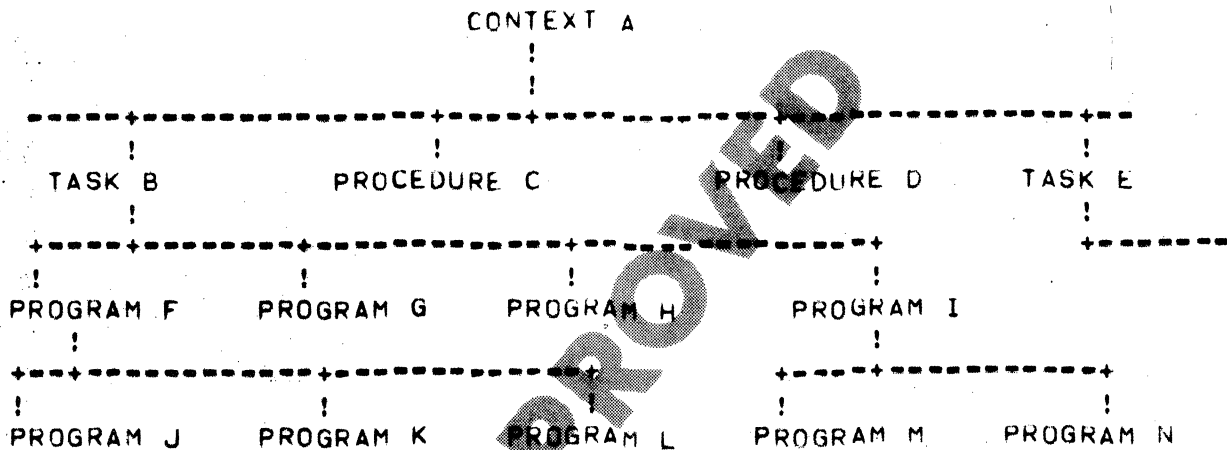 CONTEXT A
TASK B PROCEDURE C PROCEDURE D TASK E
PROGRAM F PROGRAM G PROGRAM H PROGRAM I
PROGRAM J PROGRAM K PROGRAM L PROGRAM M PROGRAM N
PROVED